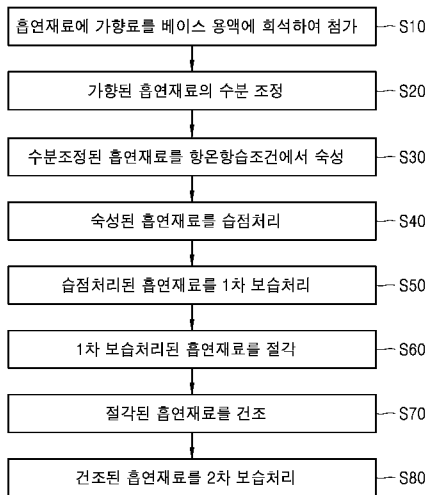 흡연재료에 가향료를 베이스 용액에 희석하여 첨가 S10
가향된 흡연재료의 수분 조정 S20
수분조정된 흡연재료를 항온항습조건에서 숙성 S30
숙성된 흡연재료를 습점처리 S40
습점처리된 흡연재료를 1차 보습처리 S50
1차 보습처리된 흡연재료를 절각 S60
절각된 흡연재료를 건조 S70
건조된 흡연재료를 2차 보습처리 S80